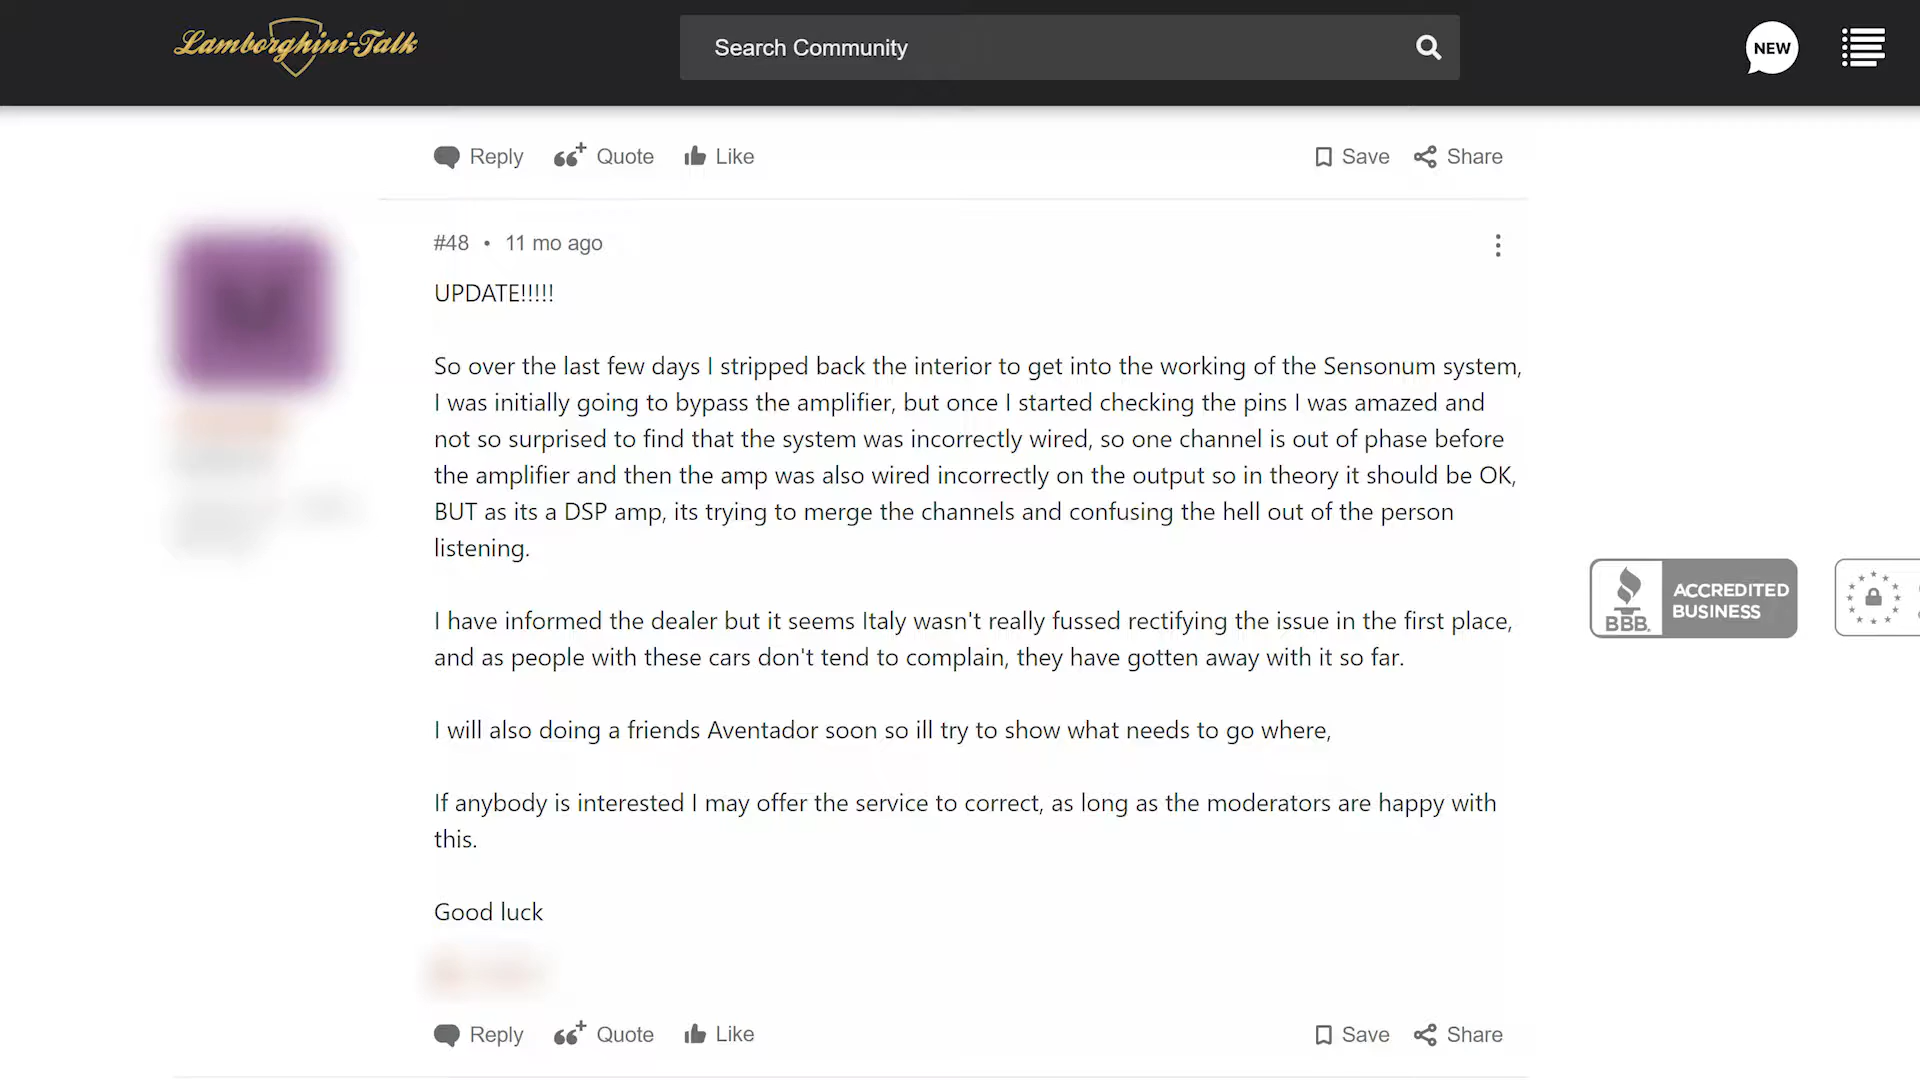 Lamborghini-Talk
Search Community
NEW
Reply Quote Like Save Share
#48 • 11 mo ago
UPDATE!!!!!
So over the last few days I stripped back the interior to get into the working of the Sensonum system,
I was initially going to bypass the amplifier, but once I started checking the pins I was amazed and
not so surprised to find that the system was incorrectly wired, so one channel is out of phase before
the amplifier and then the amp was also wired incorrectly on the output so in theory it should be OK,
BUT as its a DSP amp, its trying to merge the channels and confusing the hell out of the person
listening.
ACCREDITED
BUSINESS
BBB.
I have informed the dealer but it seems Italy wasn't really fussed rectifying the issue in the first place,
and as people with these cars don't tend to complain, they have gotten away with it so far.
I will also doing a friends Aventador soon so ill try to show what needs to go where,
If anybody is interested I may offer the service to correct, as long as the moderators are happy with
this.
Good luck
Reply Quote Like Save Share